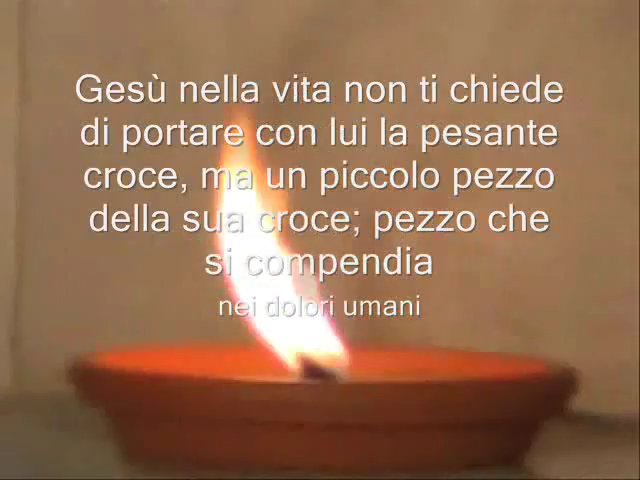 Gesù nella vita non ti chiede
di portare con lui la pesante
croce, ma un piccolo pezzo
della sua croce; pezzo che
si compendia
nei dolori umani